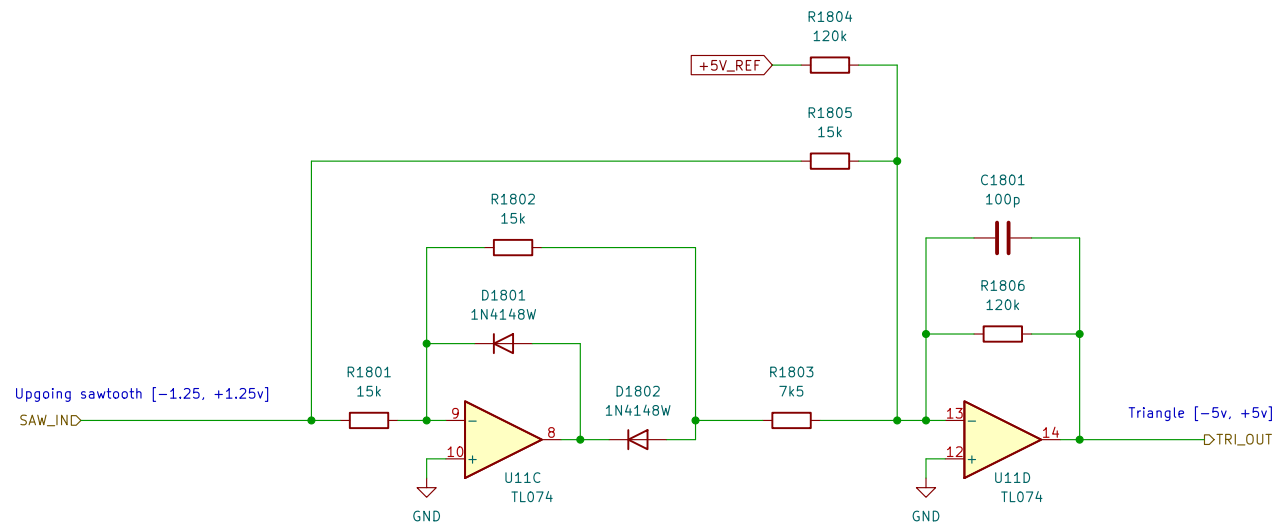 R1804
120k
+5V_REF
R1805
15k
C1801
100p
R1802
15k
D1801
1N4148W
R1806
120k
R1801
15k
R1803
7k5
Upgoing sawtooth [-1.25, +1.25v]
D1802
1N4148W
Triangle [-5v, +5v]
SAW_IN
9
8
10
U11C
TL074
GND
13
14
12
U11D
TL074
GND
TRI_OUT